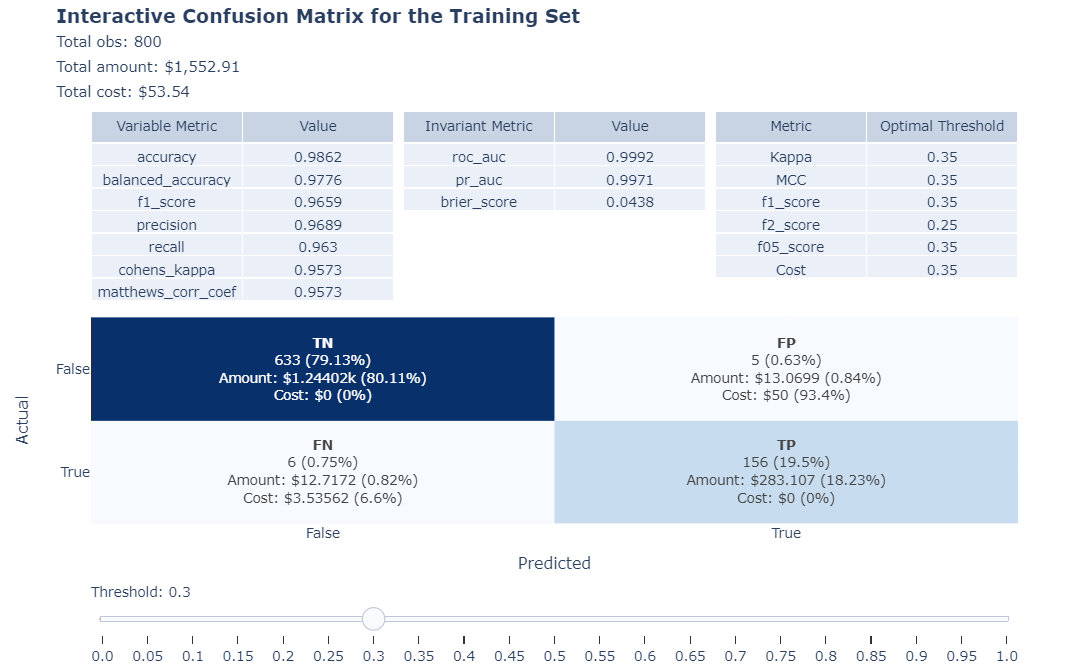 Interactive Confusion Matrix for the Training Set
Total obs: 800
Total amount: $1,552.91
Total cost: $53.54
Variable Metric Value
accuracy 0.9862
balanced_accuracy 0.9776
f1_score 0.9659
precision 0.9689
recall 0.963
cohens_kappa 0.9573
matthews_corr_coef 0.9573
Invariant Metric Value
roc_auc 0.9992
pr_auc 0.9971
brier_score 0.0438
Metric Optimal Threshold
Kappa 0.35
MCC 0.35
f1_score 0.35
f2_score 0.25
f05_score 0.35
Cost 0.35
Actual
False
TN
633 (79.13%)
Amount: $1.24402k (80.11%)
Cost: $0 (0%)
FP
5 (0.63%)
Amount: $13.0699 (0.84%)
Cost: $50 (93.4%)
True
FN
6 (0.75%)
Amount: $12.7172 (0.82%)
Cost: $3.53562 (6.6%)
TP
156 (19.5%)
Amount: $283.107 (18.23%)
Cost: $0 (0%)
False True
Predicted
Threshold: 0.3
0.0 0.05 0.1 0.15 0.2 0.25 0.3 0.35 0.4 0.45 0.5 0.55 0.6 0.65 0.7 0.75 0.8 0.85 0.9 0.95 1.0